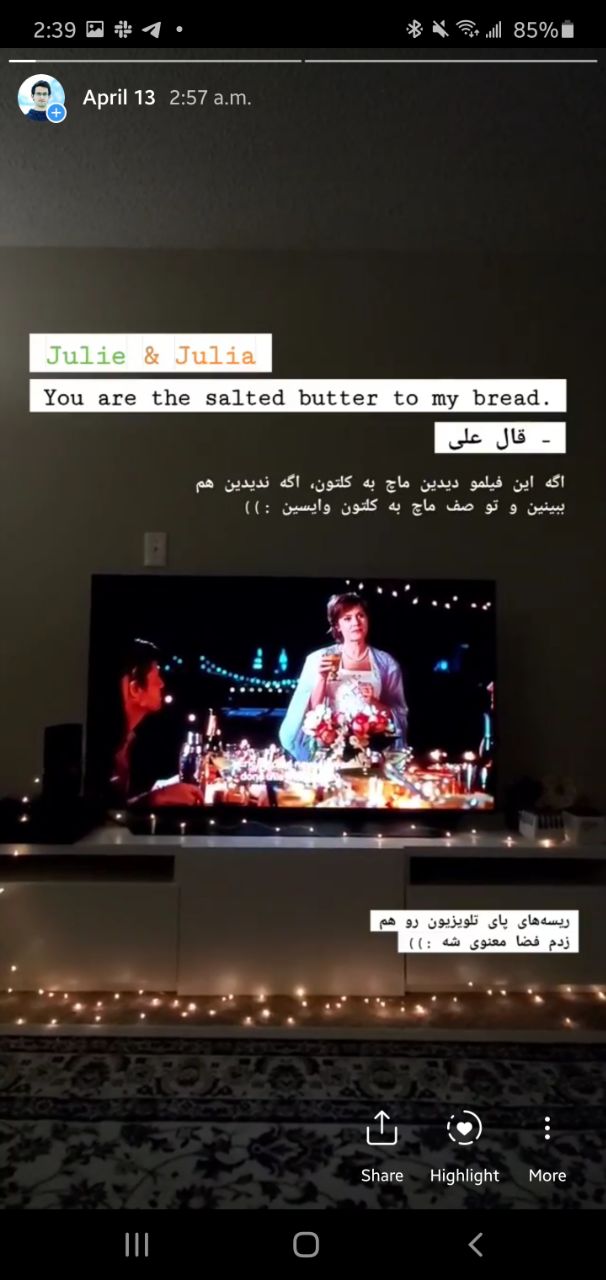 2:39
85%
April 13 2:57 a.m.
Julie & Julia
You are the salted butter to my bread.
- قال علی
اگه این فیلمو دیدین ماچ به کلتون، اگه ندیدین هم
ببینین و تو صف ماچ به کلتون وایسین :))
ریسه‌های پای تلویزیون رو هم
زدم فضا معنوی شه :))
Share Highlight More